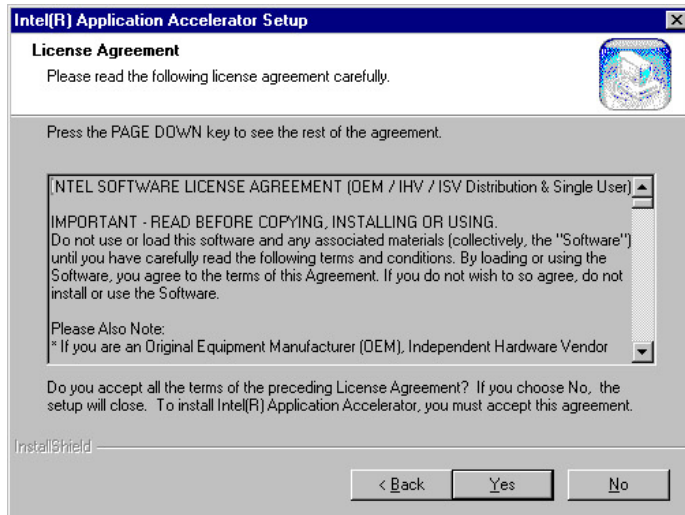 Intel(R) Application Accelerator Setup
License Agreement
Please read the following license agreement carefully.
Press the PAGE DOWN key to see the rest of the agreement.
INTEL SOFTWARE LICENSE AGREEMENT (OEM / IHV / ISV Distribution & Single User)
IMPORTANT - READ BEFORE COPYING, INSTALLING OR USING.
Do not use or load this software and any associated materials (collectively, the "Software")
until you have carefully read the following terms and conditions. By loading or using the
Software, you agree to the terms of this Agreement. If you do not wish to so agree, do not
install or use the Software.
Please Also Note:
* If you are an Original Equipment Manufacturer (OEM), Independent Hardware Vendor
Do you accept all the terms of the preceding License Agreement? If you choose No, the
setup will close. To install Intel(R) Application Accelerator, you must accept this agreement.
InstallShield
< Back Yes No